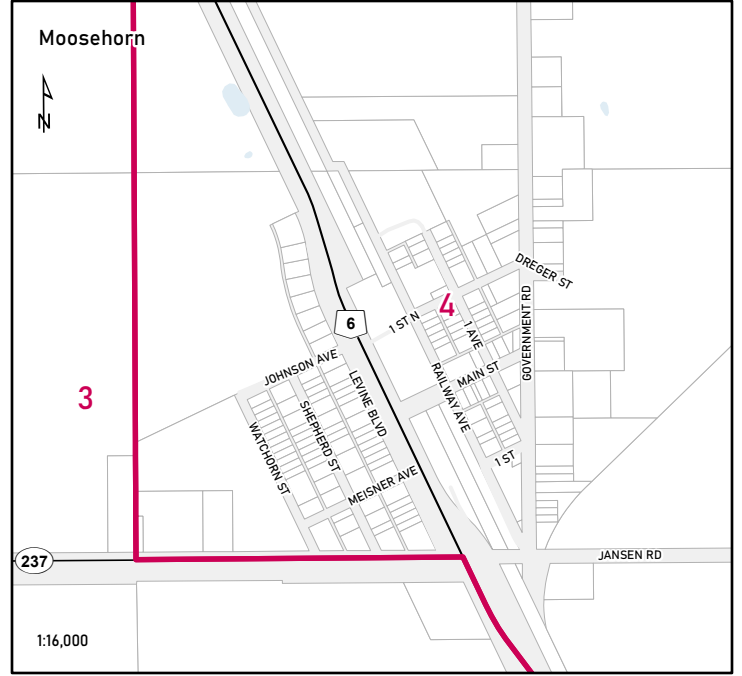 Moosehorn
N
DREGER ST
4
6
1 ST N
1 AVE
GOVERNMENT RD
JOHNSON AVE
RAILWAY AVE
MAIN ST
LEVINE BLVD
3
SHEPHERD ST
WATCHORN ST
1 ST
MEISNER AVE
237
JANSEN RD
1:16,000